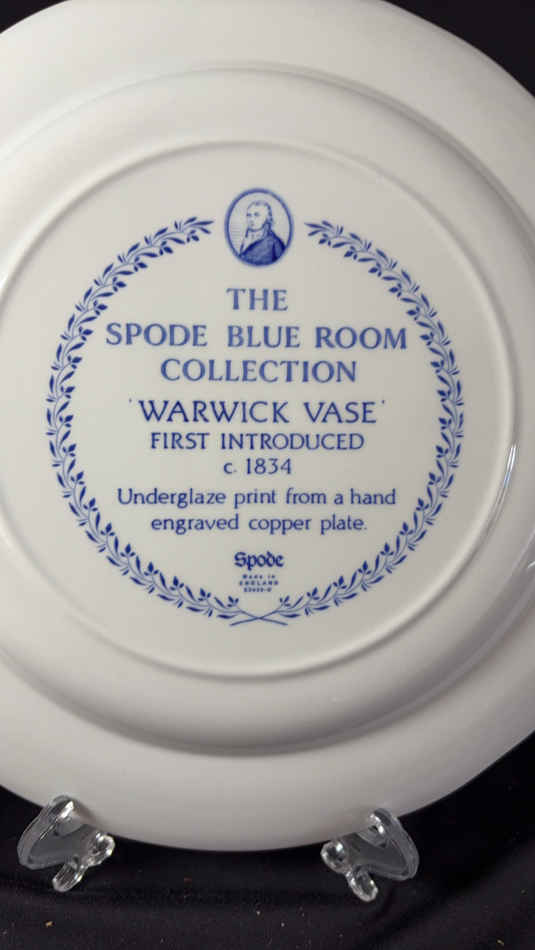 THE
SPODE BLUE ROOM
COLLECTION
'WARWICK VASE'
FIRST INTRODUCED
c. 1834
Underglaze print from a hand
engraved copper plate.
Spode
MADE IN
ENGLAND